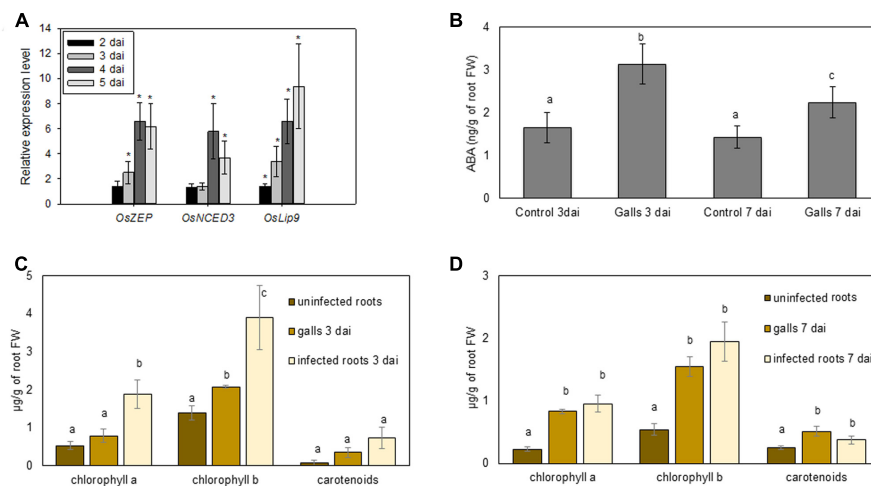 A
Relative expression level
14
12
10
8
6
4
2
0
2 dai
3 dai
4 dai
5 dai
* * * * * * * * *
OsZEP OsNCED3 OsLip9
B
ABA (ng/g of root FW)
4
3
2
1
0
a b a c
Control 3dai Galls 3 dai Control 7 dai Galls 7 dai
C
µg/g of root FW
5
4
3
2
1
0
uninfected roots
galls 3 dai
infected roots 3 dai
a a b a b c a a a
chlorophyll a chlorophyll b carotenoids
D
µg/g of root FW
3
2
1
0
uninfected roots
galls 7 dai
infected roots 7 dai
a b b a b b a b b
chlorophyll a chlorophyll b carotenoids